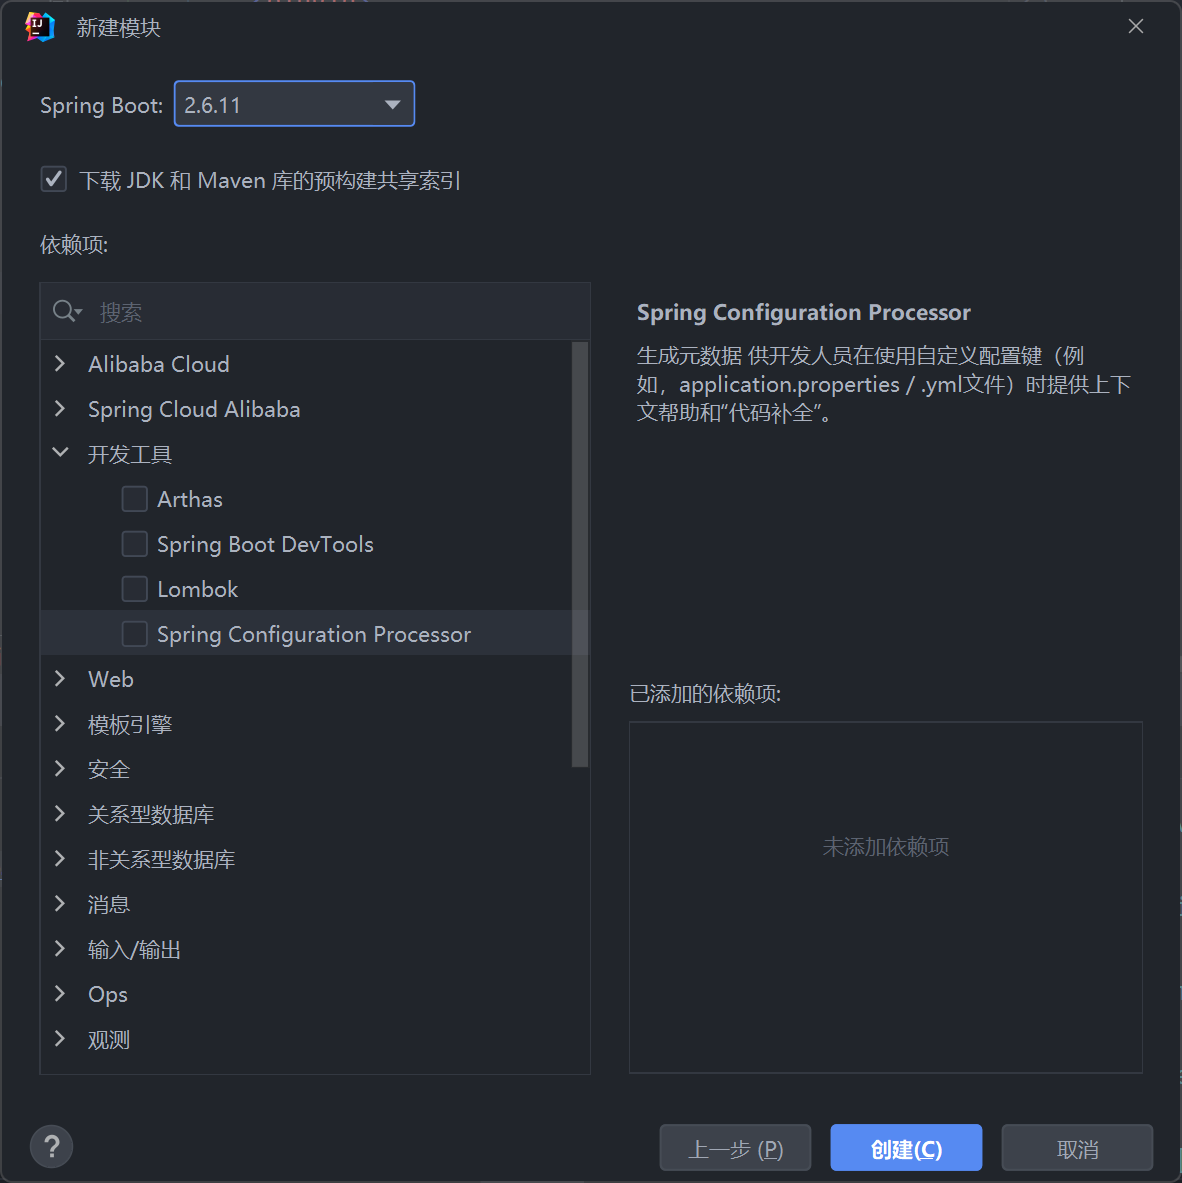 新建模块
Spring Boot: 2.6.11
下载 JDK 和 Maven 库的预构建共享索引
依赖项:
搜索
Alibaba Cloud
Spring Cloud Alibaba
开发工具
Arthas
Spring Boot DevTools
Lombok
Spring Configuration Processor
Web
模板引擎
安全
关系型数据库
非关系型数据库
消息
输入/输出
Ops
观测
Spring Configuration Processor
生成元数据 供开发人员在使用自定义配置键（例
如，application.properties / .yml文件）时提供上下
文帮助和“代码补全”。
已添加的依赖项:
未添加依赖项
?
上一步 (P)
创建(C)
取消